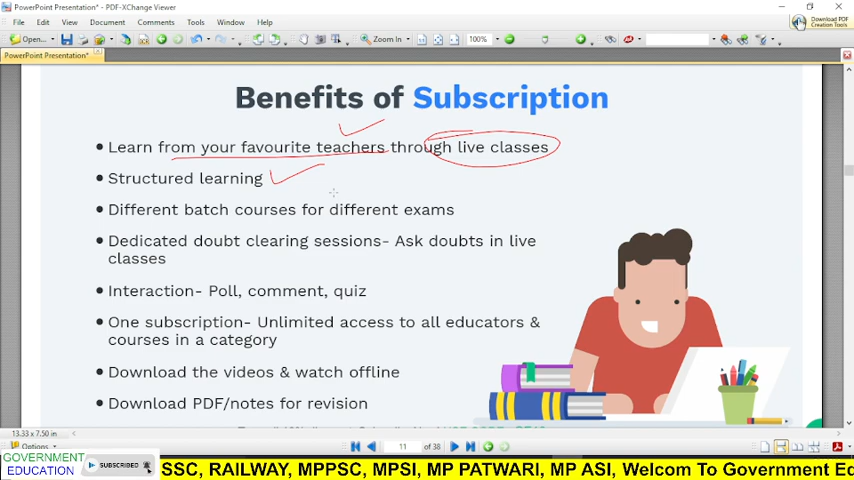 PowerPoint Presentation* - PDF-XChange Viewer
File Edit View Document Comments Tools Window Help
Download PDF
Creation Tools
Open... Zoom In 100%
PowerPoint Presentation*
Benefits of Subscription
• Learn from your favourite teachers through live classes
• Structured learning
• Different batch courses for different exams
• Dedicated doubt clearing sessions- Ask doubts in live
classes
• Interaction- Poll, comment, quiz
• One subscription- Unlimited access to all educators &
courses in a category
• Download the videos & watch offline
• Download PDF/notes for revision
13.33 x 7.50 in
Options 11 of 38
GOVERNMENT
EDUCATION
SUBSCRIBED
SSC, RAILWAY, MPPSC, MPSI, MP PATWARI, MP ASI, Welcom To Government Ed